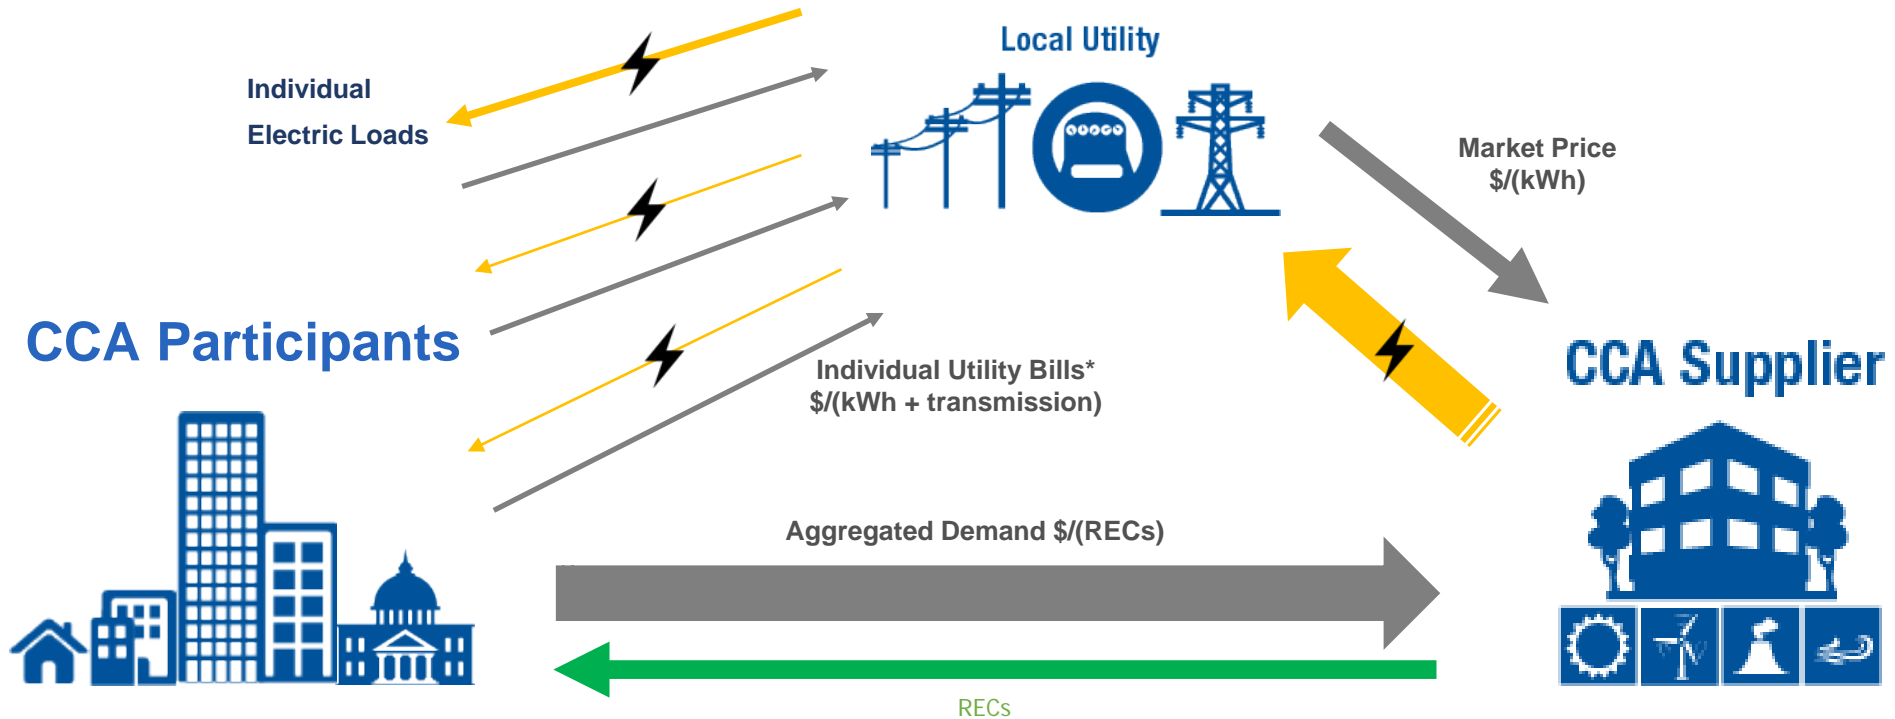 Local Utility
Individual
Electric Loads
Market Price
$/(kWh)
CCA Participants
CCA Supplier
Individual Utility Bills*
$/(kWh + transmission)
Aggregated Demand $/(RECs)
RECs